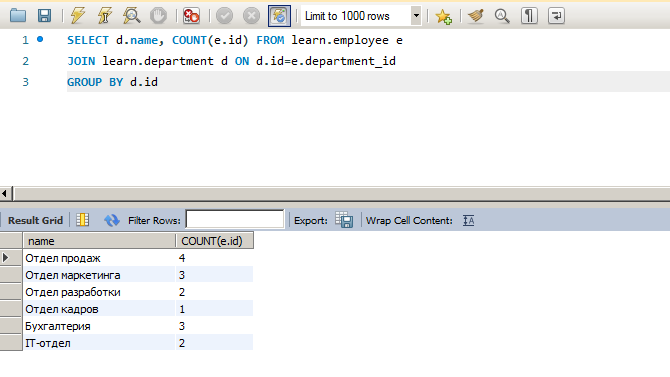 Limit to 1000 rows
1 SELECT d.name, COUNT(e.id) FROM learn.employee e
2 JOIN learn.department d ON d.id=e.department_id
3 GROUP BY d.id
Result Grid Filter Rows: Export: Wrap Cell Content:
name COUNT(e.id)
Отдел продаж 4
Отдел маркетинга 3
Отдел разработки 2
Отдел кадров 1
Бухгалтерия 3
IT-отдел 2